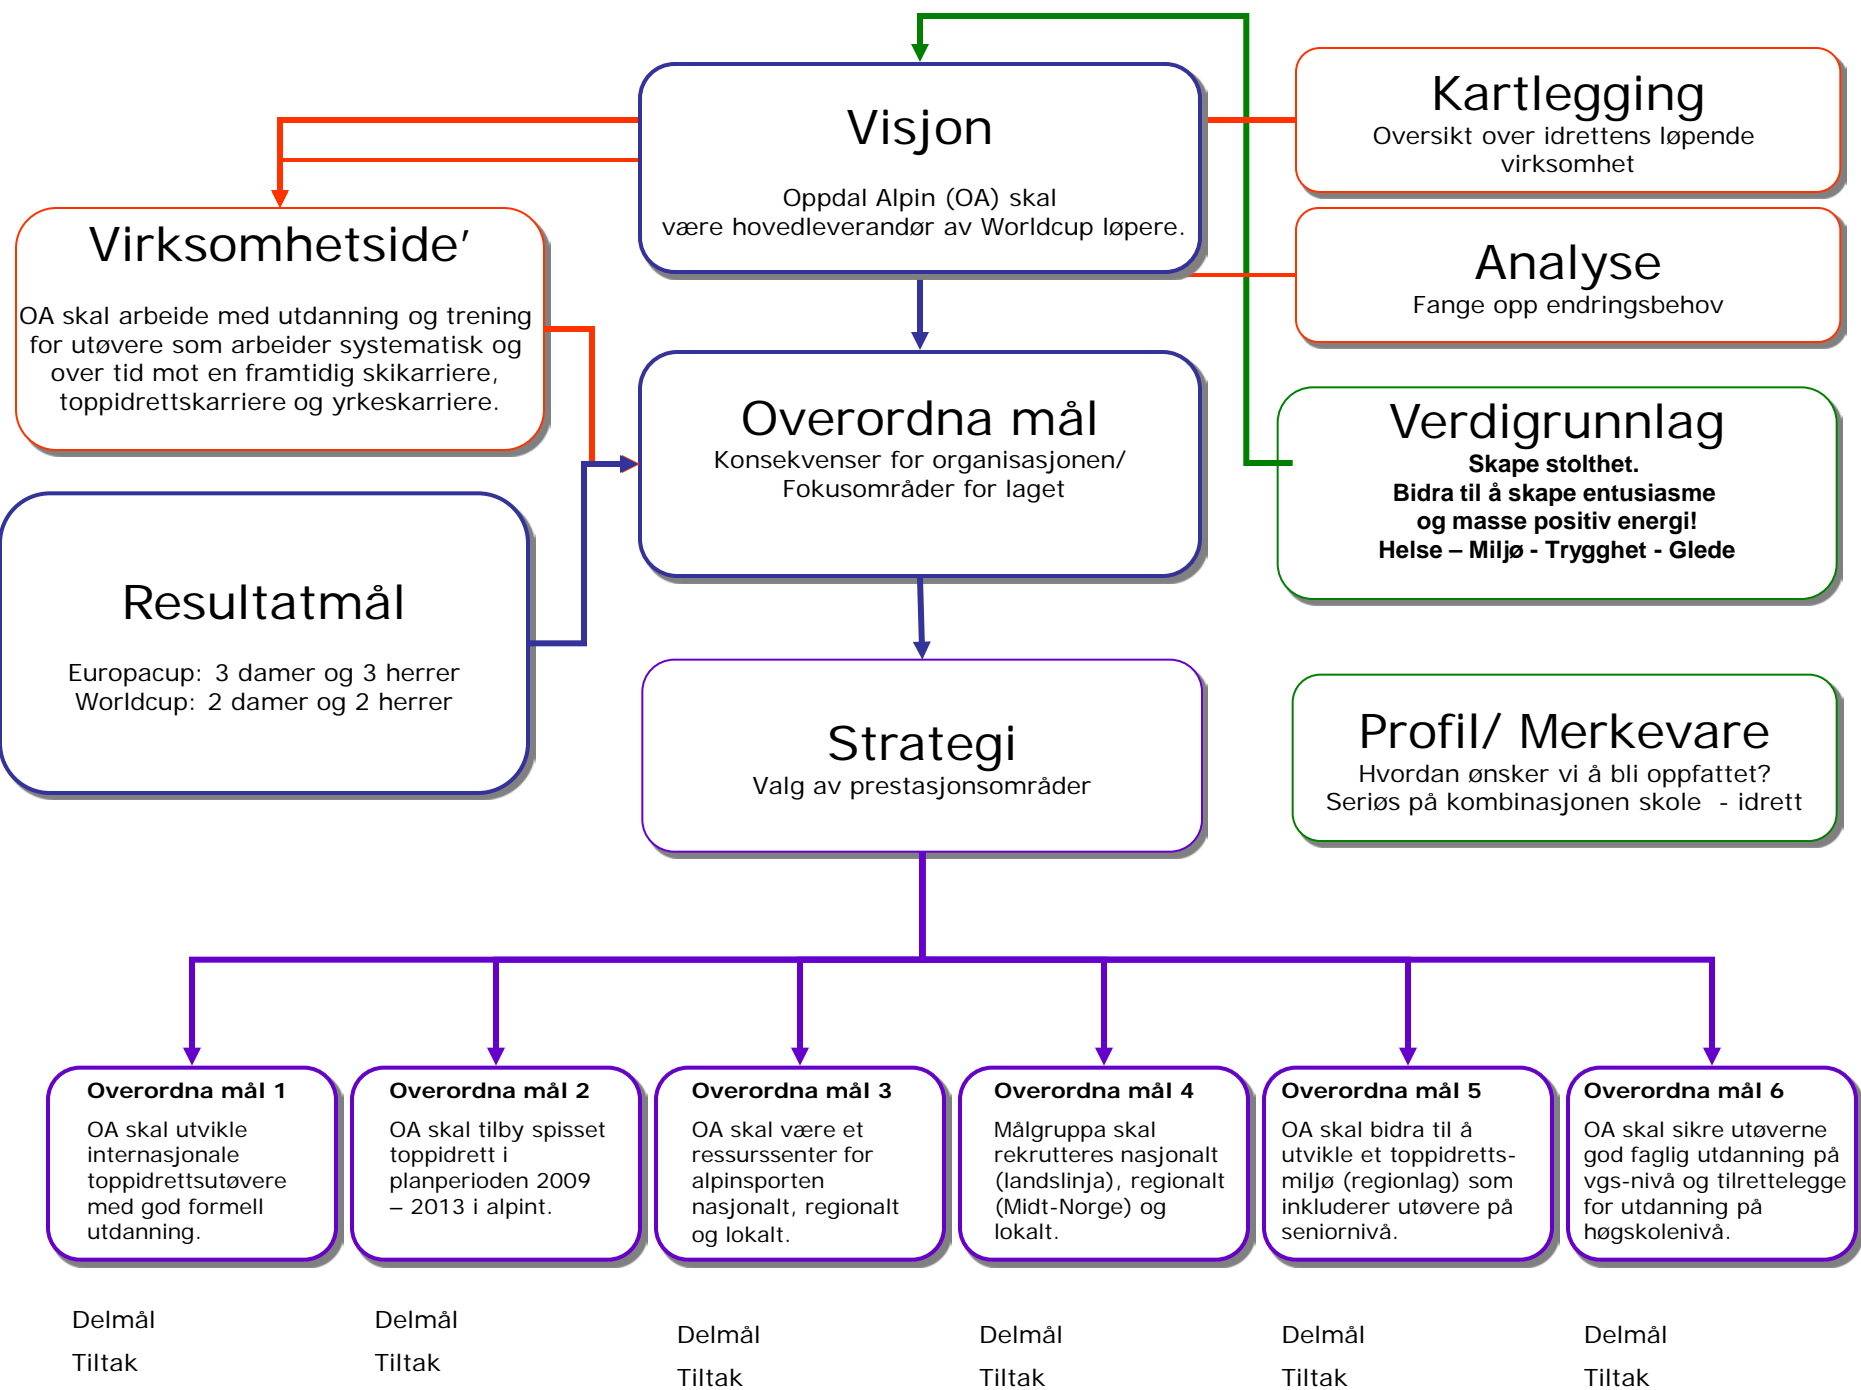 Visjon
Oppdal Alpin (OA) skal
være hovedleverandør av Worldcup løpere.
Kartlegging
Oversikt over idrettens løpende
virksomhet
Virksomhetside'
OA skal arbeide med utdanning og trening
for utøvere som arbeider systematisk og
over tid mot en framtidig skikarriere,
toppidrettskarriere og yrkeskarriere.
Analyse
Fange opp endringsbehov
Overordna mål
Konsekvenser for organisasjonen/
Fokusområder for laget
Verdigrunnlag
Skape stolthet.
Bidra til å skape entusiasme
og masse positiv energi!
Helse – Miljø - Trygghet - Glede
Resultatmål
Europacup: 3 damer og 3 herrer
Worldcup: 2 damer og 2 herrer
Strategi
Valg av prestasjonsområder
Profil/ Merkevare
Hvordan ønsker vi å bli oppfattet?
Seriøs på kombinasjonen skole - idrett
Overordna mål 1
OA skal utvikle
internasjonale
toppidrettsutøvere
med god formell
utdanning.
Overordna mål 2
OA skal tilby spisset
toppidrett i
planperioden 2009
– 2013 i alpint.
Overordna mål 3
OA skal være et
ressurssenter for
alpinsporten
nasjonalt, regionalt
og lokalt.
Overordna mål 4
Målgruppa skal
rekrutteres nasjonalt
(landslinja), regionalt
(Midt-Norge) og
lokalt.
Overordna mål 5
OA skal bidra til å
utvikle et toppidretts-
miljø (regionlag) som
inkluderer utøvere på
seniornivå.
Overordna mål 6
OA skal sikre utøverne
god faglig utdanning på
vgs-nivå og tilrettelegge
for utdanning på
høgskolenivå.
Delmål
Tiltak
Delmål
Tiltak
Delmål
Tiltak
Delmål
Tiltak
Delmål
Tiltak
Delmål
Tiltak